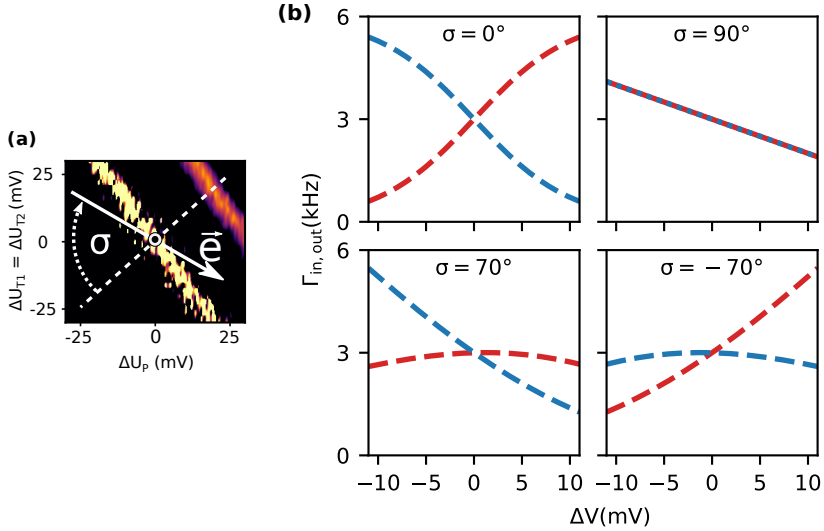 (a)
ΔU_T1 = ΔU_T2 (mV)
25
0
-25
σ
e⃗
-25
0
25
ΔU_P (mV)
(b)
Γ_in, out (kHz)
6
3
0
σ = 0°
σ = 90°
6
3
0
σ = 70°
σ = −70°
−10 −5 0 5 10
−10 −5 0 5 10
ΔV(mV)